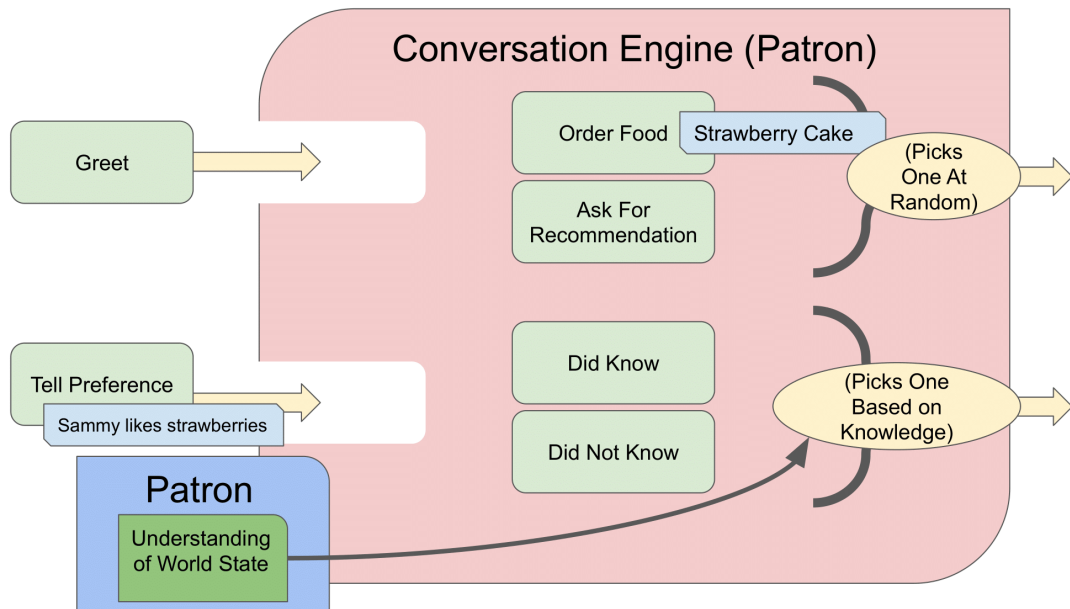 Conversation Engine (Patron)
Greet
Order Food
Strawberry Cake
Ask For
Recommendation
(Picks
One At
Random)
Tell Preference
Sammy likes strawberries
Did Know
Did Not Know
(Picks One
Based on
Knowledge)
Patron
Understanding
of World State